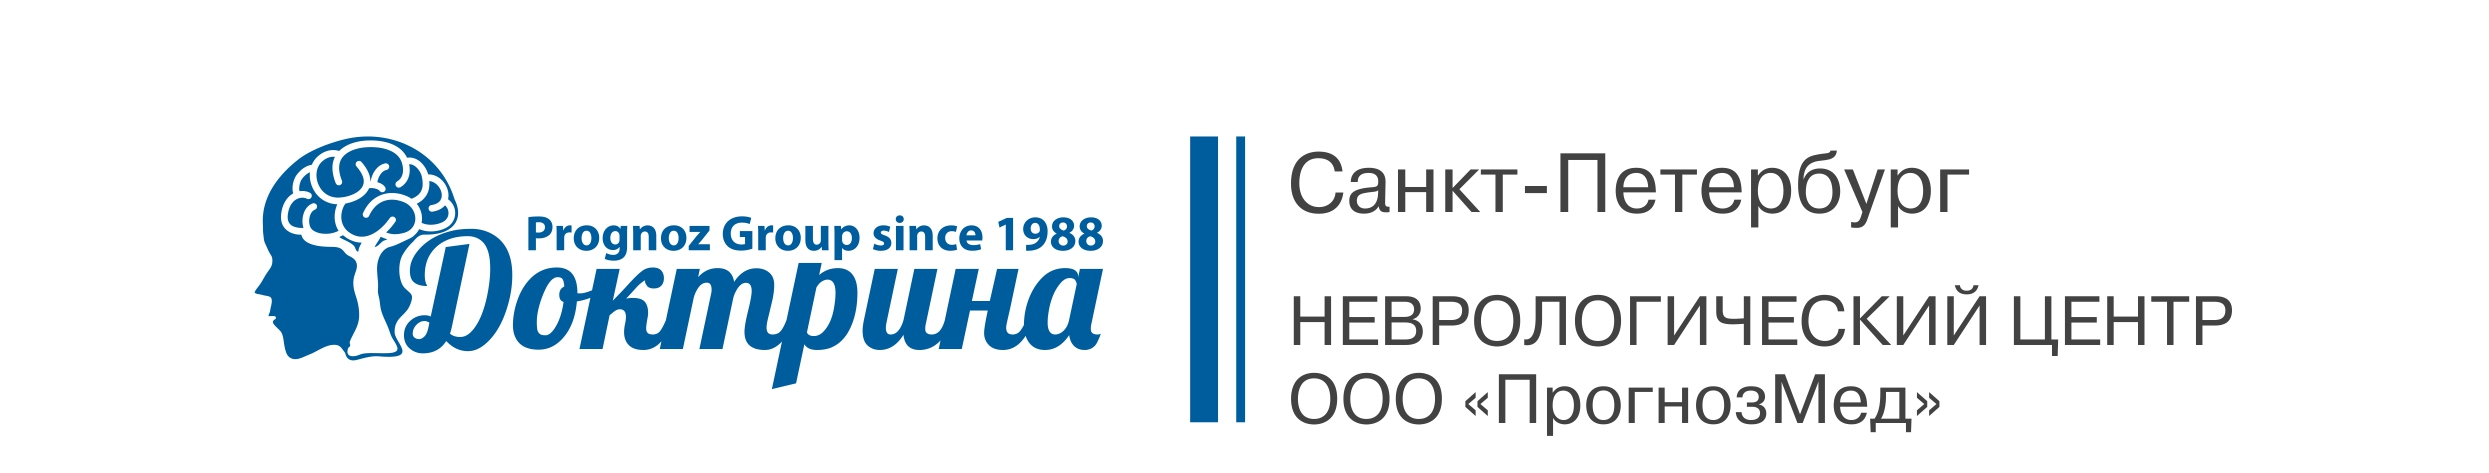 Prognoz Group since 1988
Доктрина
Санкт-Петербург
НЕВРОЛОГИЧЕСКИЙ ЦЕНТР
ООО «ПрогнозМед»